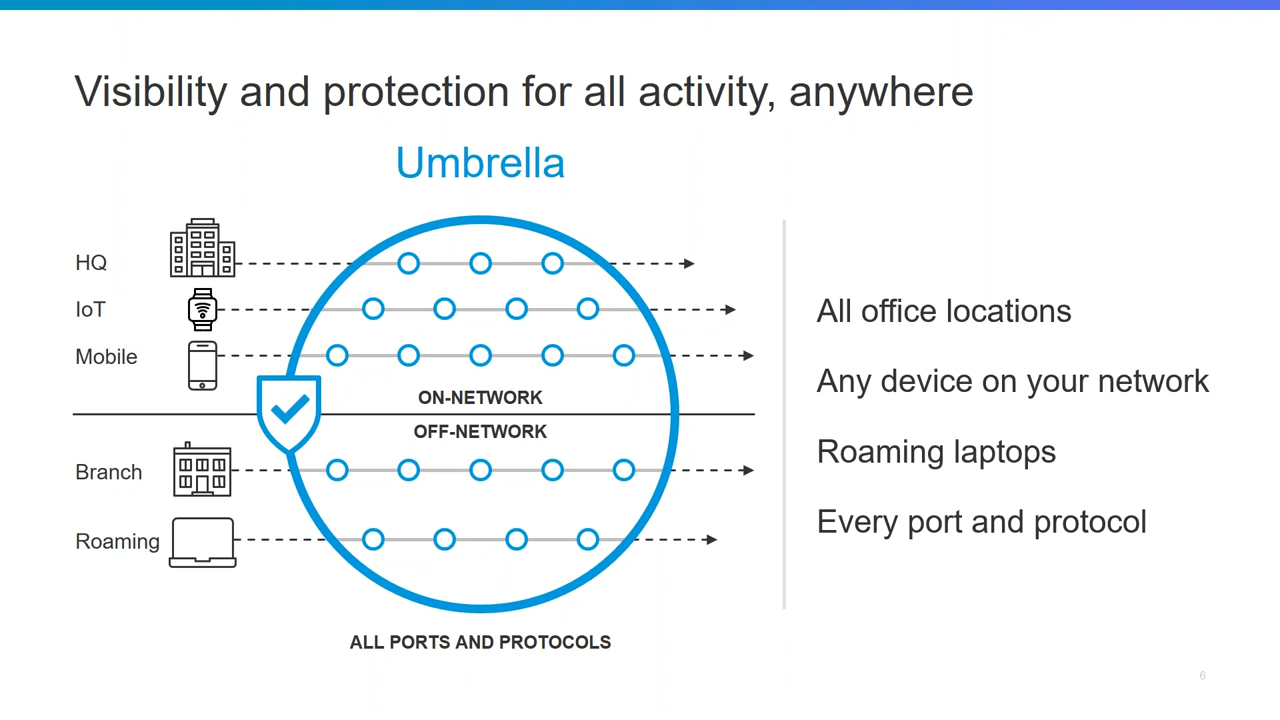 Visibility and protection for all activity, anywhere
Umbrella
HQ
IoT
Mobile
ON-NETWORK
OFF-NETWORK
Branch
Roaming
ALL PORTS AND PROTOCOLS
All office locations
Any device on your network
Roaming laptops
Every port and protocol
6